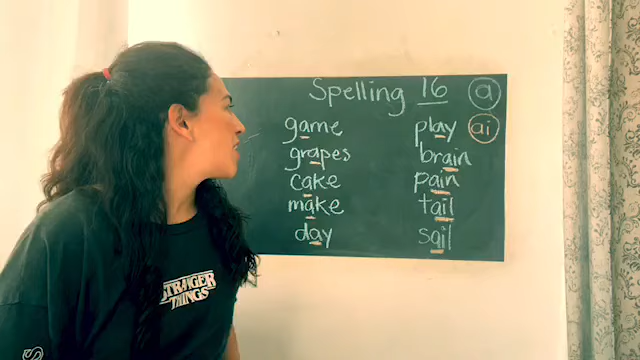 Spelling 16 a
game play ai
grapes brain
cake pain
make tail
day sail
STRANGER
THINGS